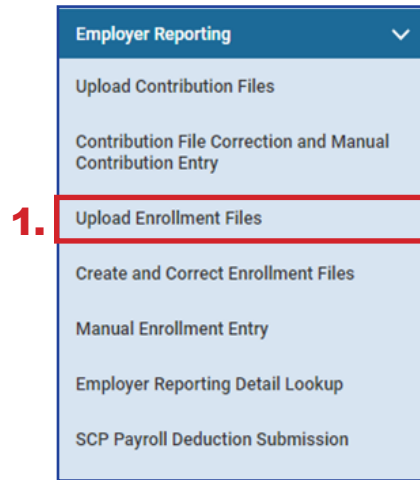 Employer Reporting
Upload Contribution Files
Contribution File Correction and Manual
Contribution Entry
1. Upload Enrollment Files
Create and Correct Enrollment Files
Manual Enrollment Entry
Employer Reporting Detail Lookup
SCP Payroll Deduction Submission